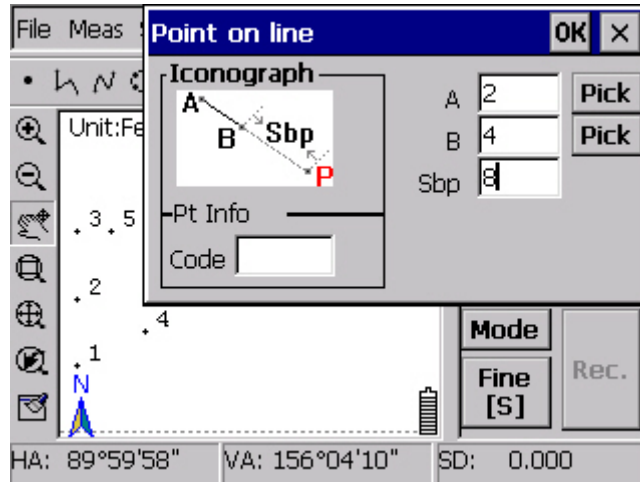 File Meas
Point on line OK ×
Iconograph
A
B Sbp
P
A 2 Pick
B 4 Pick
Sbp 8
Pt Info
Code
Unit:Fe
3 5
2
4
1
N
Mode
Fine
[S]
Rec.
HA: 89°59'58" VA: 156°04'10" SD: 0.000